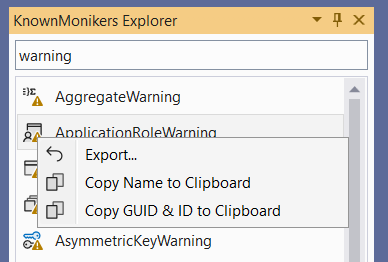 KnownMonikers Explorer
warning
AggregateWarning
ApplicationRoleWarning
Export...
Copy Name to Clipboard
Copy GUID & ID to Clipboard
AsymmetricKeyWarning